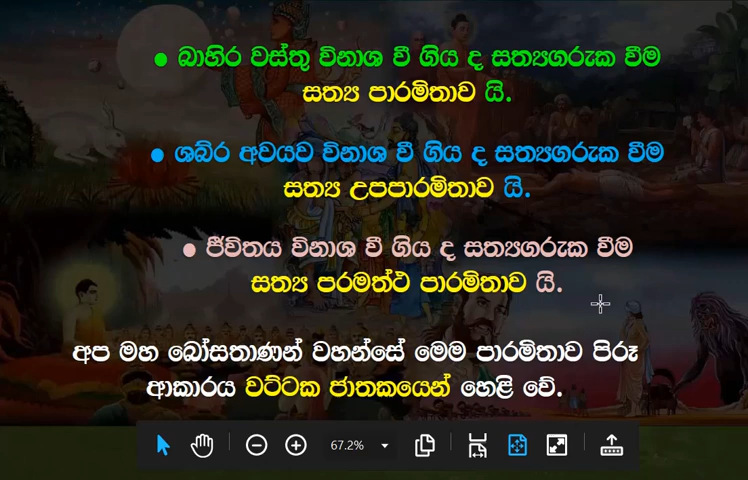 ● බාහිර වස්තු විනාශ වී ගිය ද සත්‍යගරුක වීම
සත්‍ය පාරමිතාව යි.
● ශරීර අවයව විනාශ වී ගිය ද සත්‍යගරුක වීම
සත්‍ය උපපාරමිතාව යි.
● ජීවිතය විනාශ වී ගිය ද සත්‍යගරුක වීම
සත්‍ය පරමත්ථ පාරමිතාව යි.
අප මහ බෝසතාණන් වහන්සේ මෙම පාරමිතාව පිරූ
ආකාරය වට්ටක ජාතකයෙන් හෙළි වේ.
67.2%